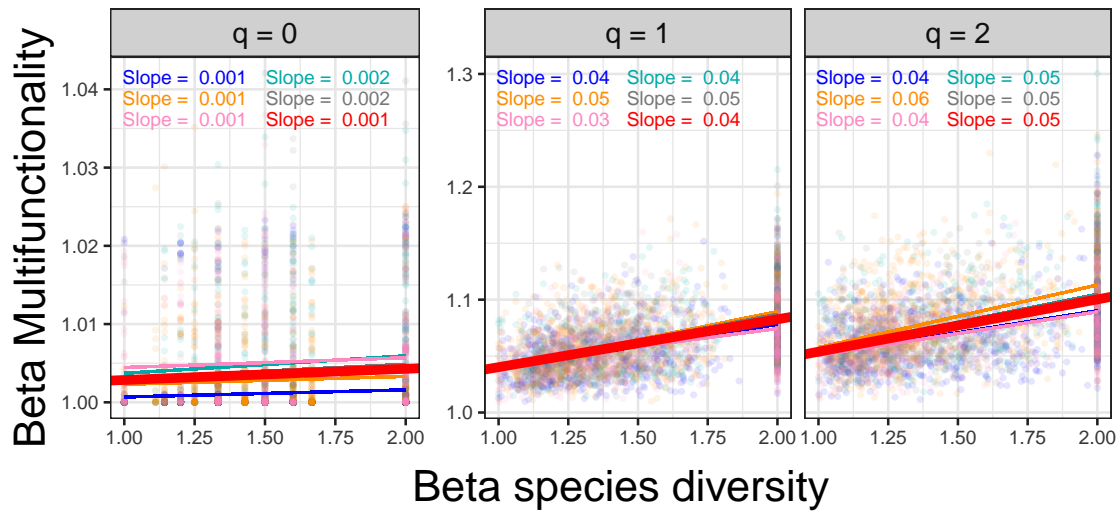 q = 0
q = 1
q = 2
Beta Multifunctionality
1.04
1.03
1.02
1.01
1.00
Slope = 0.001 Slope = 0.002
Slope = 0.001 Slope = 0.002
Slope = 0.001 Slope = 0.001
1.00 1.25 1.50 1.75 2.00
1.3
1.2
1.1
1.0
Slope = 0.04 Slope = 0.04
Slope = 0.05 Slope = 0.05
Slope = 0.03 Slope = 0.04
1.00 1.25 1.50 1.75 2.00
Slope = 0.04 Slope = 0.05
Slope = 0.06 Slope = 0.05
Slope = 0.04 Slope = 0.05
1.00 1.25 1.50 1.75 2.00
Beta species diversity